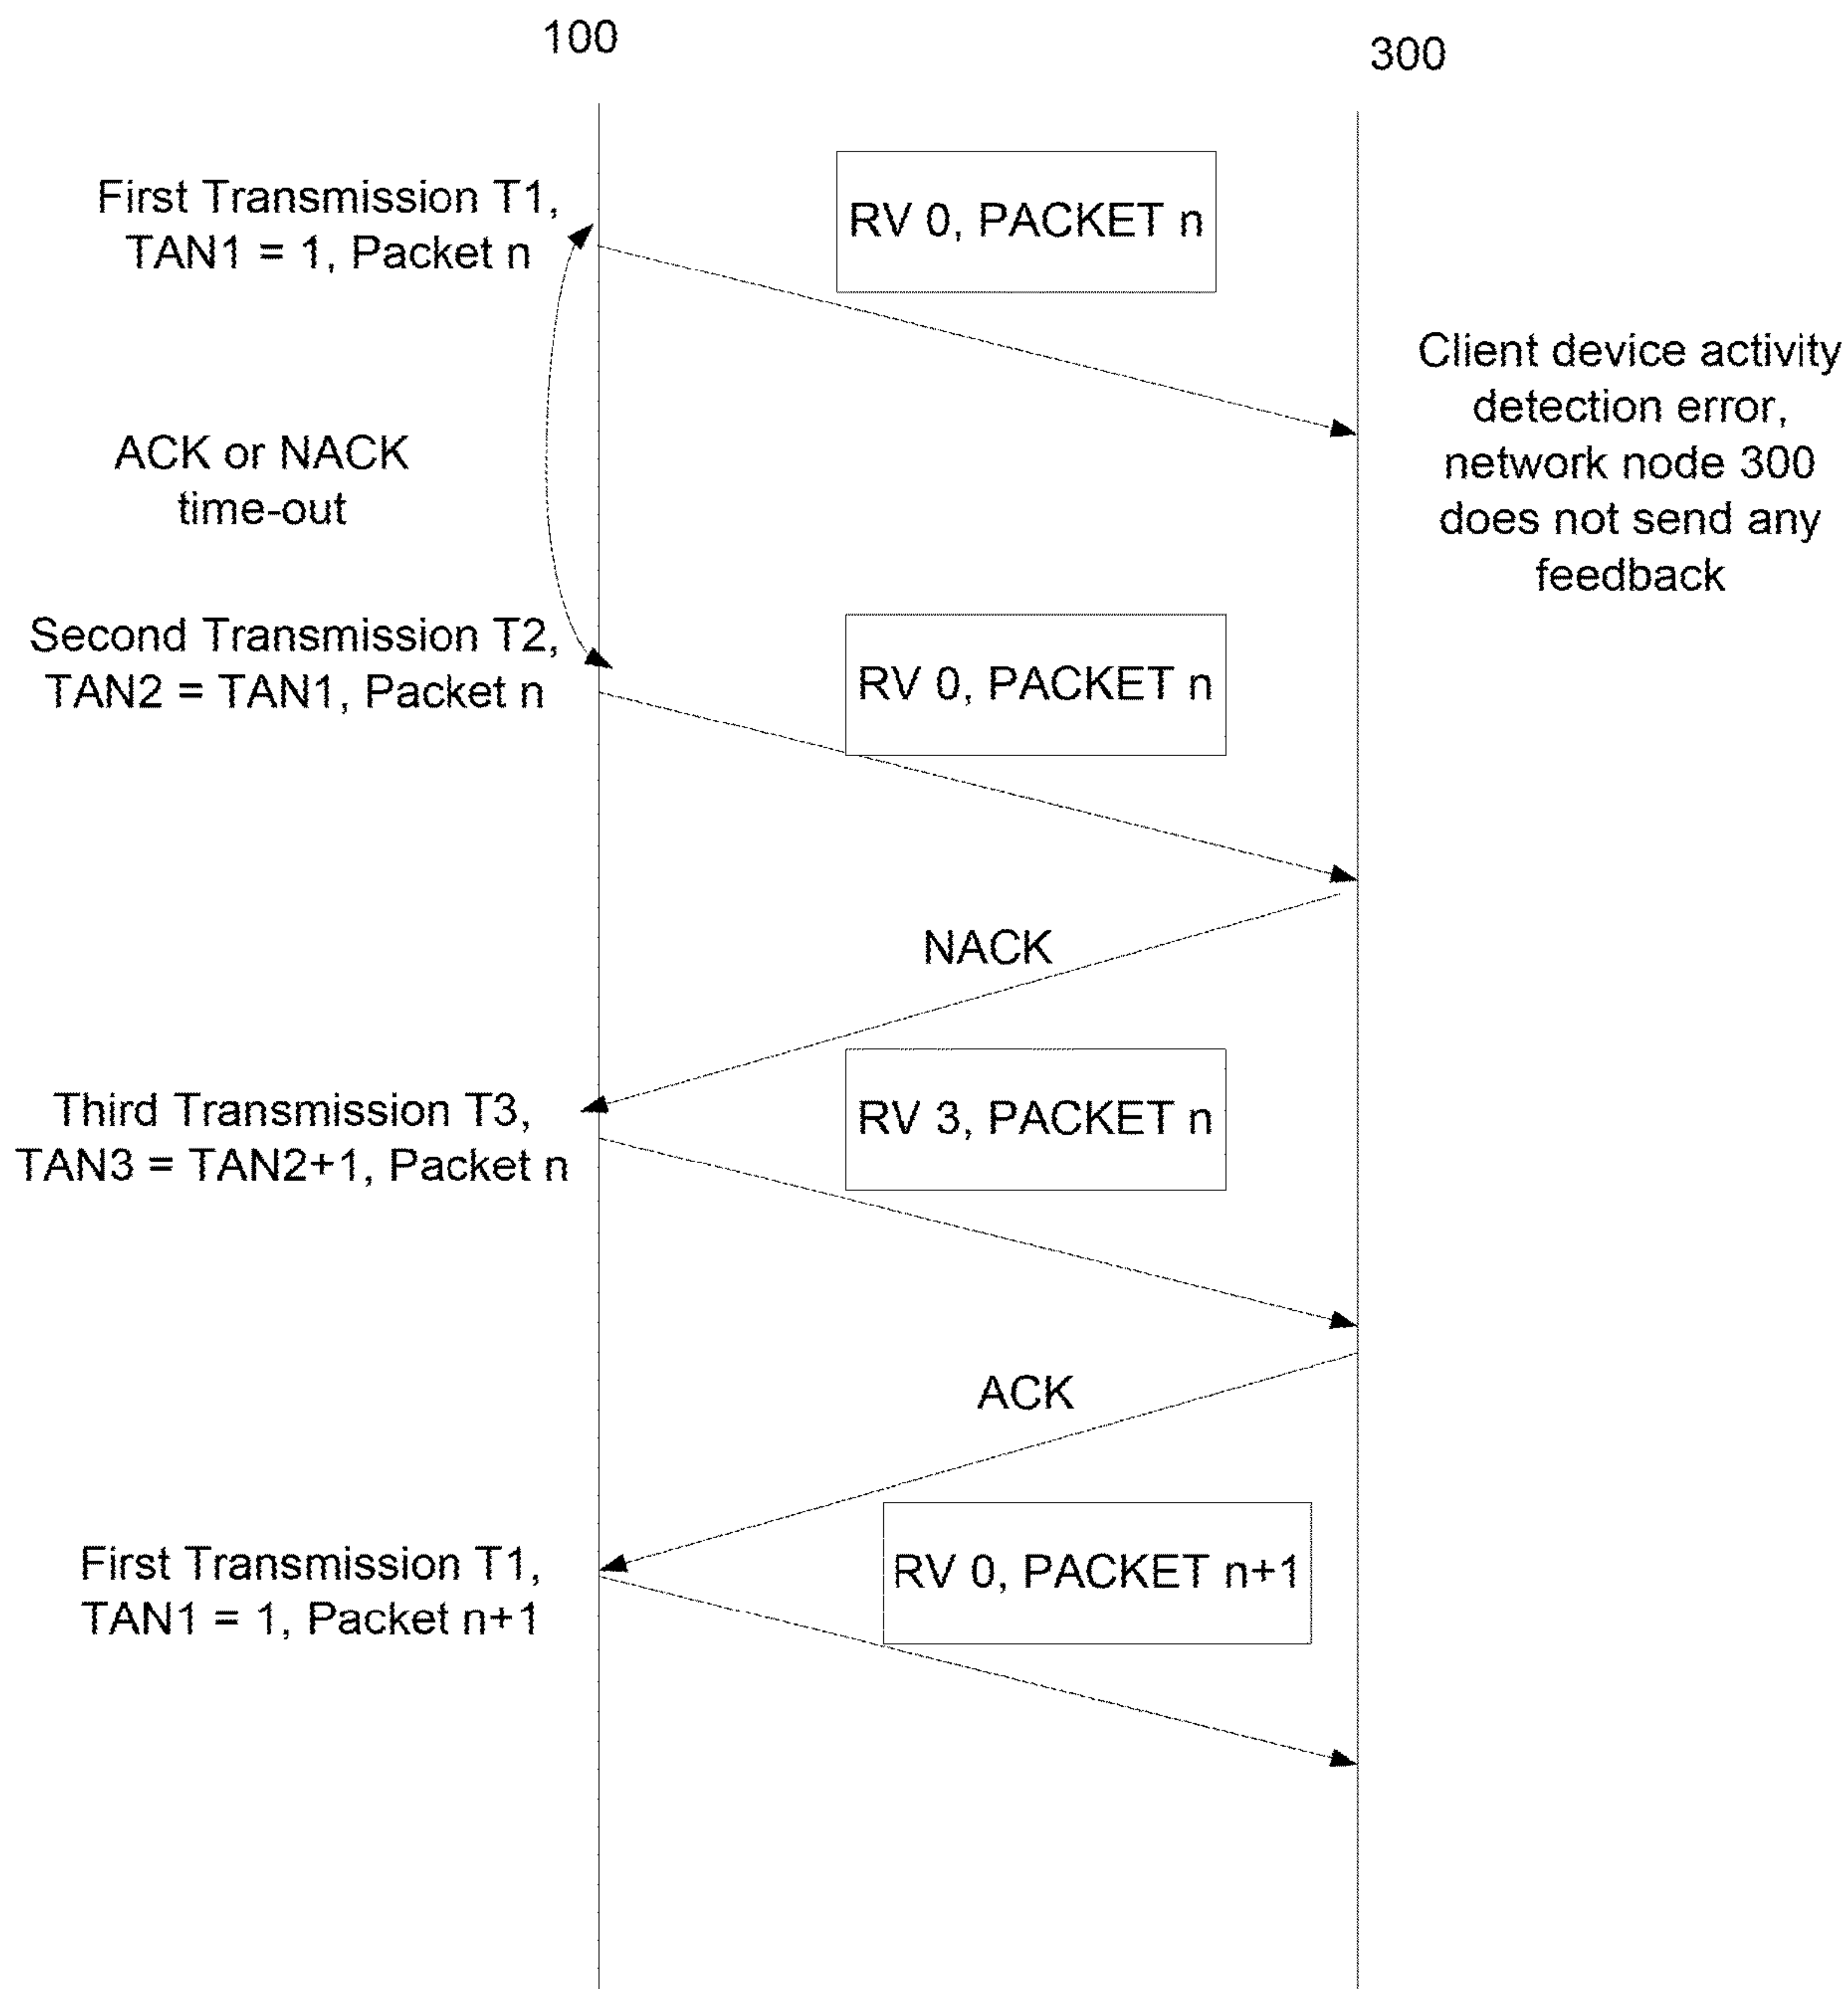 100
300
First Transmission T1,
TAN1 = 1, Packet n
RV 0, PACKET n
Client device activity
detection error,
network node 300
does not send any
feedback
ACK or NACK
time-out
Second Transmission T2,
TAN2 = TAN1, Packet n
RV 0, PACKET n
NACK
Third Transmission T3,
TAN3 = TAN2+1, Packet n
RV 3, PACKET n
ACK
First Transmission T1,
TAN1 = 1, Packet n+1
RV 0, PACKET n+1